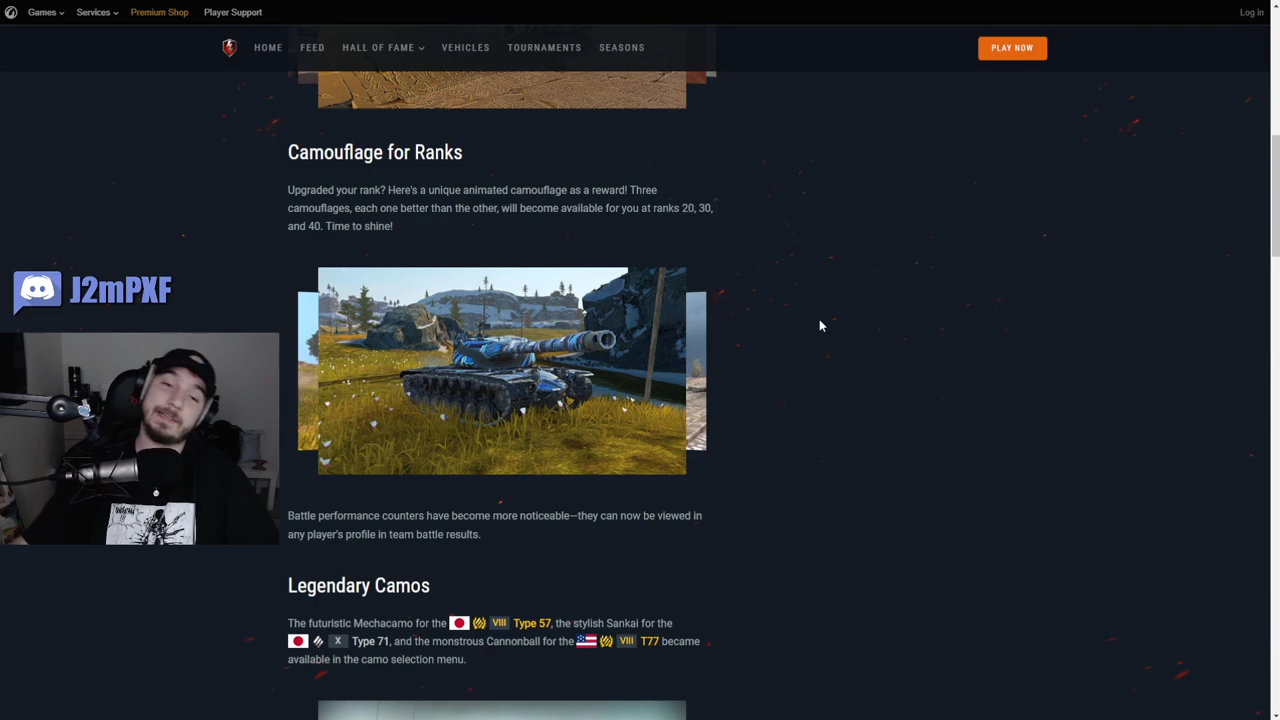 Games
Services
Premium Shop
Player Support
Log in
HOME
FEED
HALL OF FAME
VEHICLES
TOURNAMENTS
SEASONS
PLAY NOW
Camouflage for Ranks
Upgraded your rank? Here's a unique animated camouflage as a reward! Three
camouflages, each one better than the other, will become available for you at ranks 20, 30,
and 40. Time to shine!
J2mPXF
Battle performance counters have become more noticeable—they can now be viewed in
any player's profile in team battle results.
Legendary Camos
The futuristic Mechacamo for the VIII Type 57, the stylish Sankai for the
X Type 71, and the monstrous Cannonball for the VIII T77 became
available in the camo selection menu.